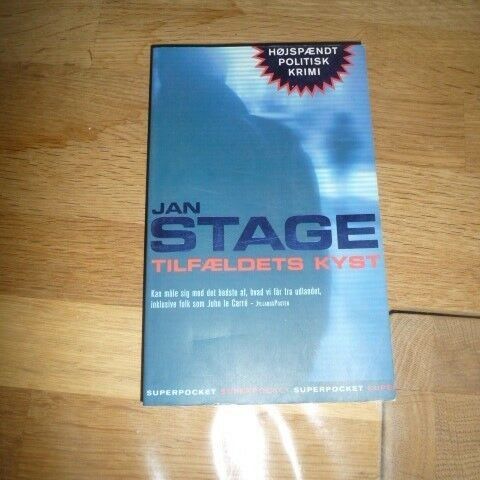 HØJSPÆNDT
POLITISK
KRIMI
JAN
STAGE
TILFÆLDETS KYST
Kan måle sig med det bedste af, hvad vi får fra udlandet,
inklusive folk som John le Carré - JYLLANDSPOSTEN
SUPERPOCKET SUPERPOCKET SUPERPOCKET SUPE